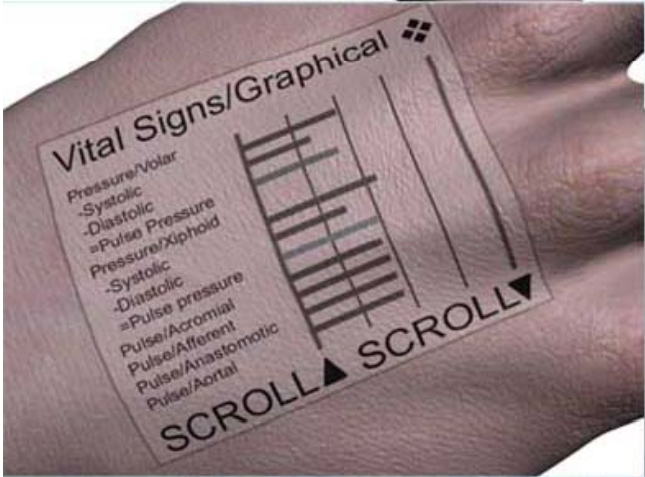 Vital Signs/Graphical
Pressure/Volar
-Systolic
-Diastolic
=Pulse Pressure
Pressure/Xiphoid
-Systolic
-Diastolic
=Pulse pressure
Pulse/Acromial
Pulse/Afferent
Pulse/Anastomotic
Pulse/Aortal
SCROLL▲ SCROLL▼